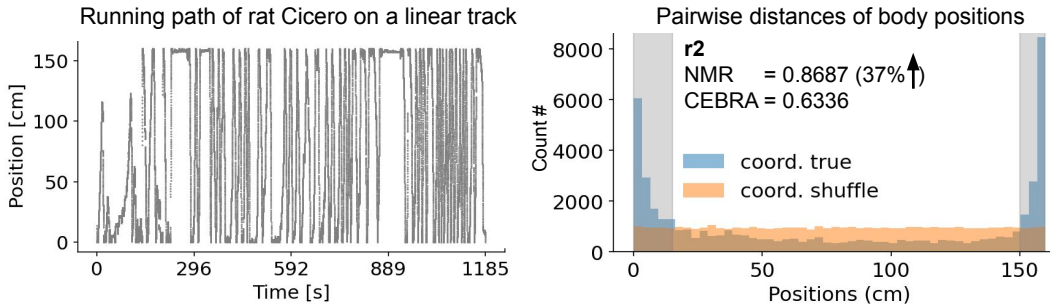 Running path of rat Cicero on a linear track
Position [cm]
150
100
50
0
0 296 592 889 1185
Time [s]
Pairwise distances of body positions
Count #
8000
6000
4000
2000
0
r2
NMR = 0.8687 (37% )
CEBRA = 0.6336
coord. true
coord. shuffle
0 50 100 150
Positions (cm)